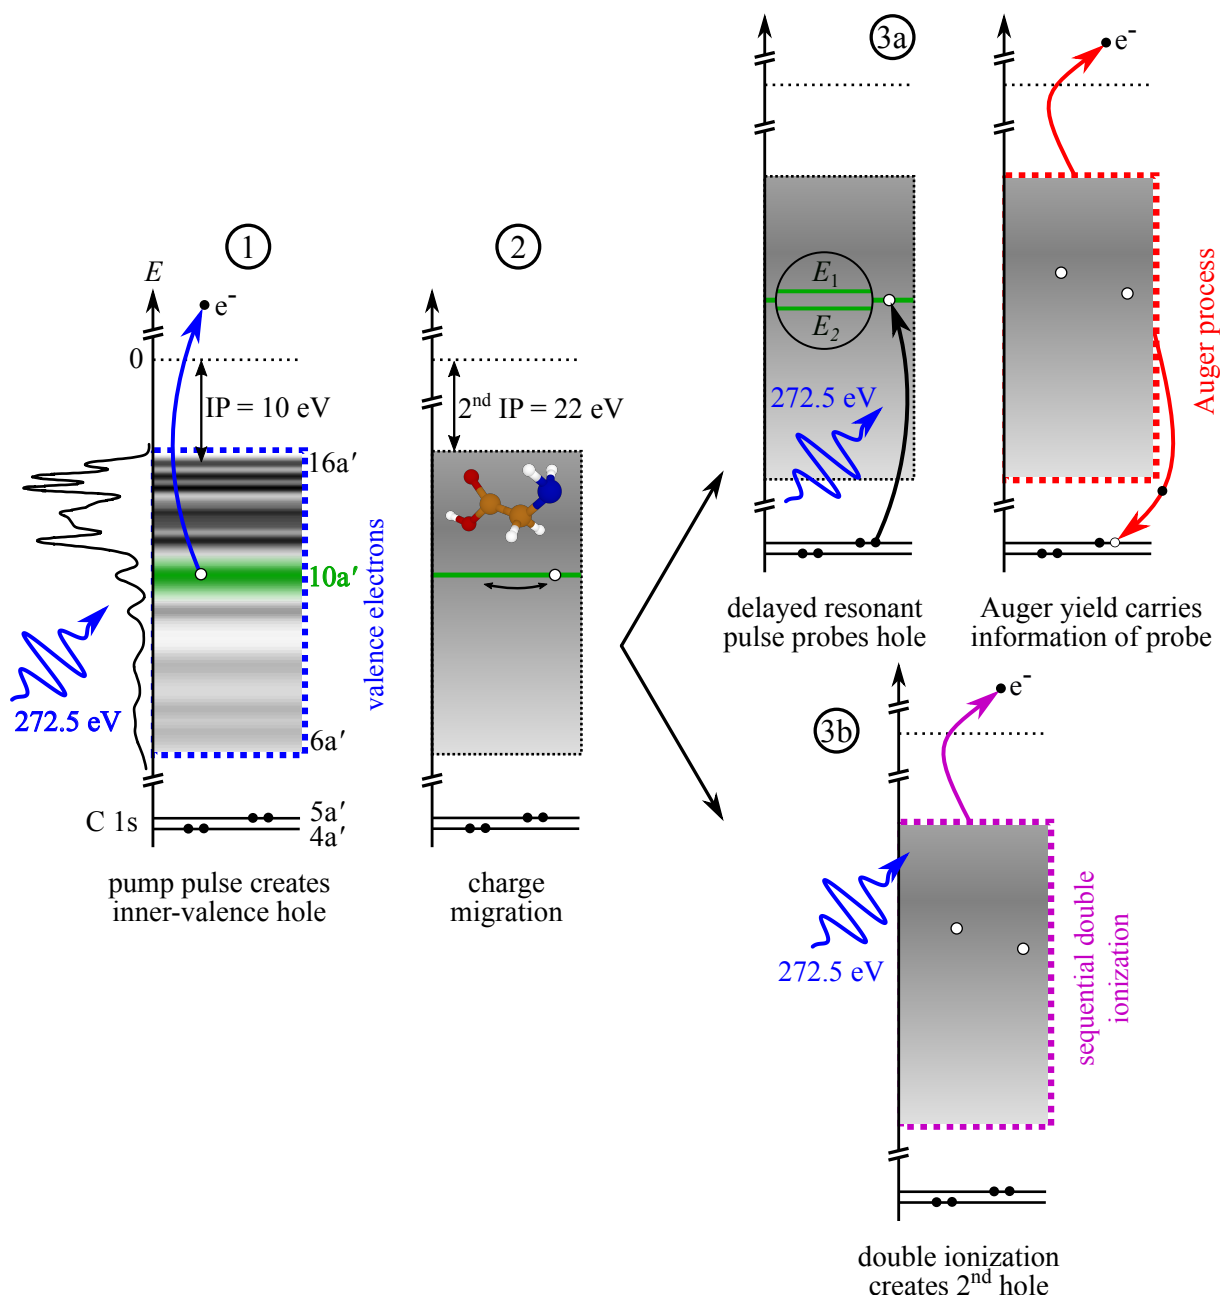 1
E
e-
0
IP = 10 eV
16a′
10a′
6a′
valence electrons
272.5 eV
C 1s
5a′
4a′
pump pulse creates
inner-valence hole
2
2nd IP = 22 eV
charge
migration
3a
E1
E2
272.5 eV
delayed resonant
pulse probes hole
e-
Auger process
Auger yield carries
information of probe
3b
e-
272.5 eV
sequential double
ionization
double ionization
creates 2nd hole